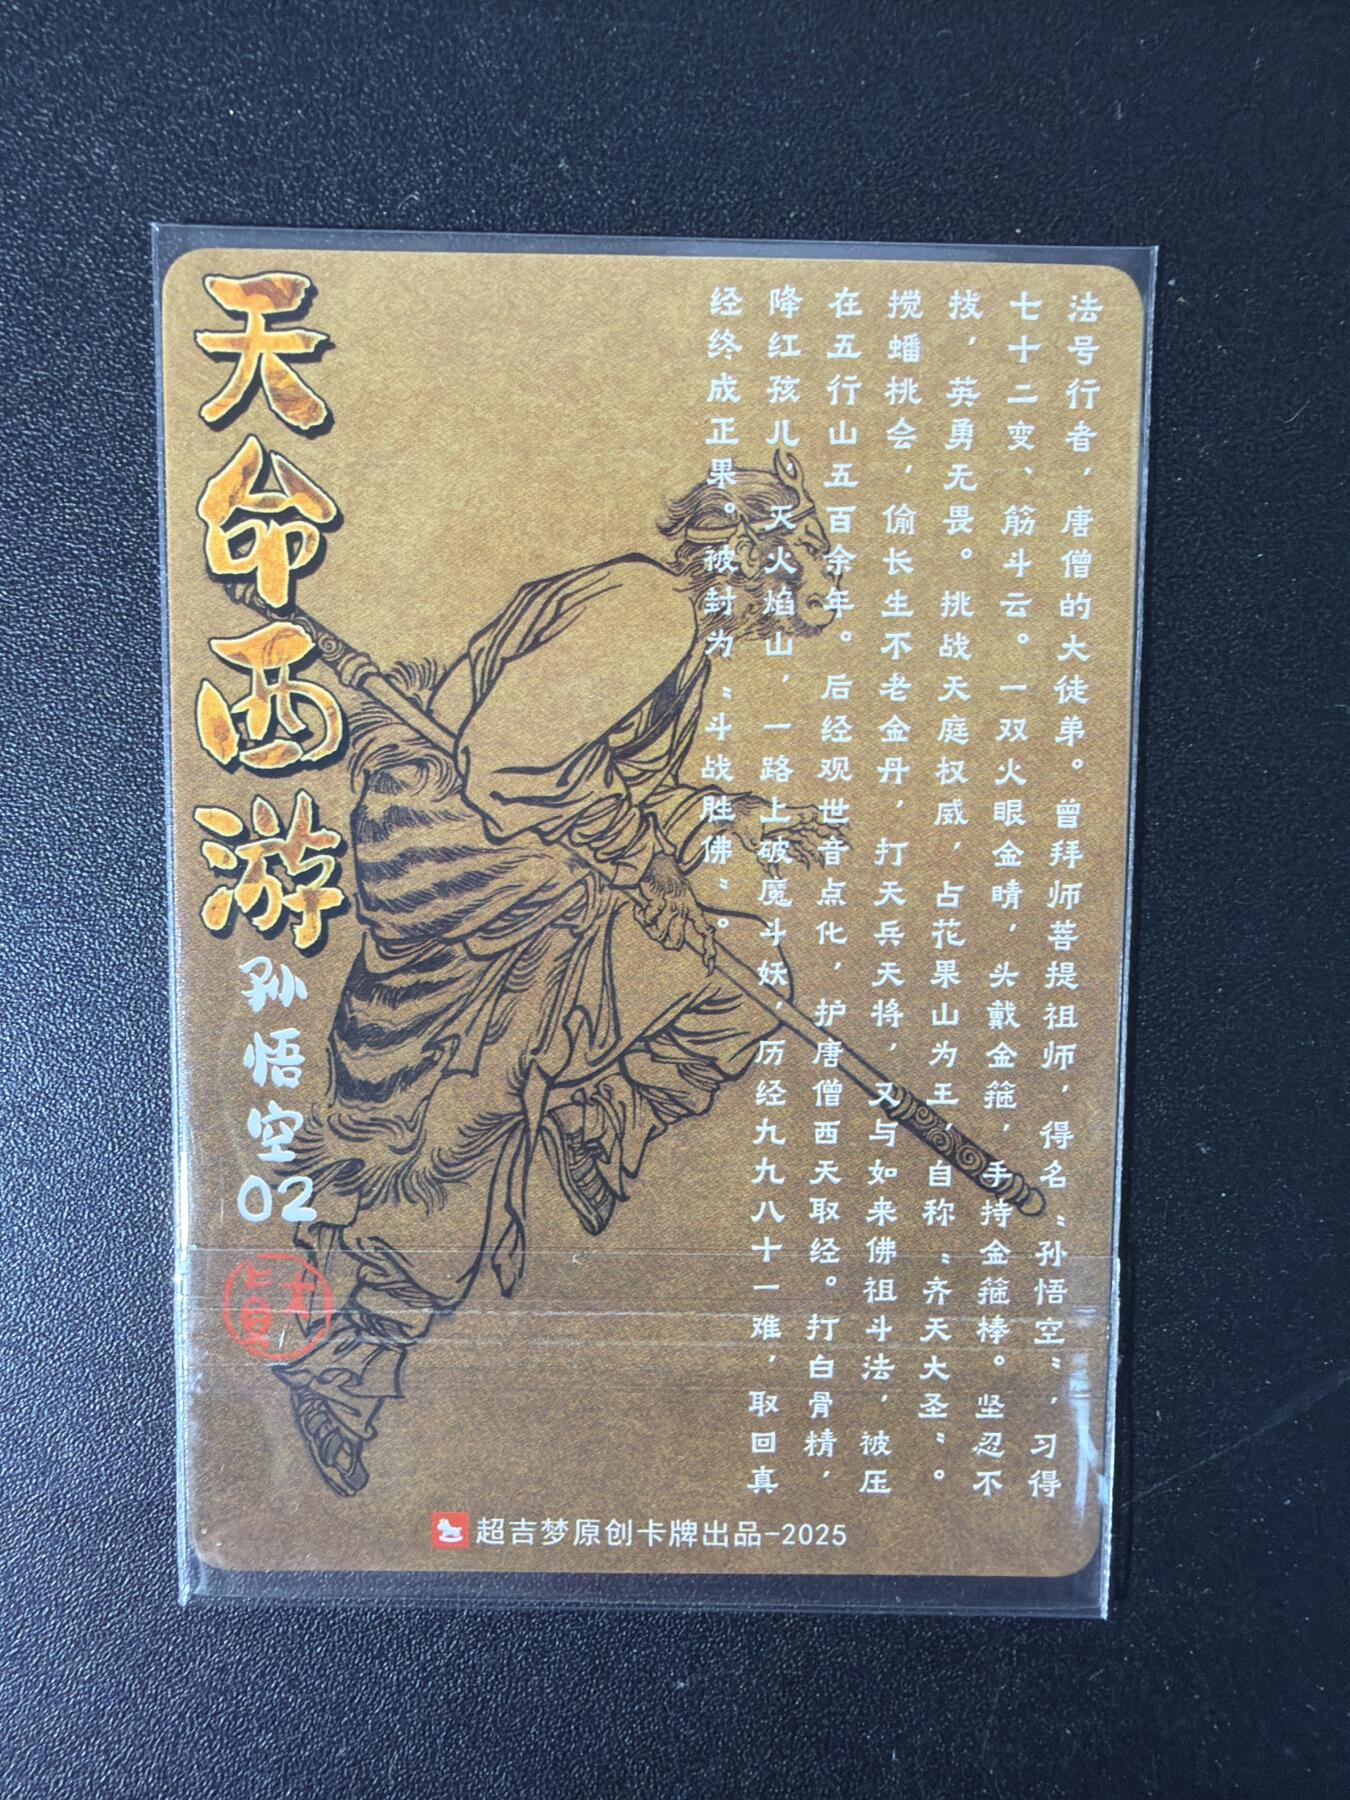 法号行者，唐僧的大徒弟。曾拜师菩提祖师，得名“孙悟空”，习得
七十二变、筋斗云。一双火眼金睛，头戴金箍，手持金箍棒。坚忍不
拔，英勇无畏。挑战天庭权威，占花果山为王，自称“齐天大圣”。
搅蟠桃会，偷长生不老金丹，打天兵天将，又与如来佛祖斗法，被压
在五行山五百余年。后经观世音点化，护唐僧西天取经。打白骨精，
降红孩儿，灭火焰山，一路上破魔斗妖，历经九九八十一难，取回真
经终成正果。被封为“斗战胜佛”。
天命西游
孙悟空02
超吉梦原创卡牌出品-2025